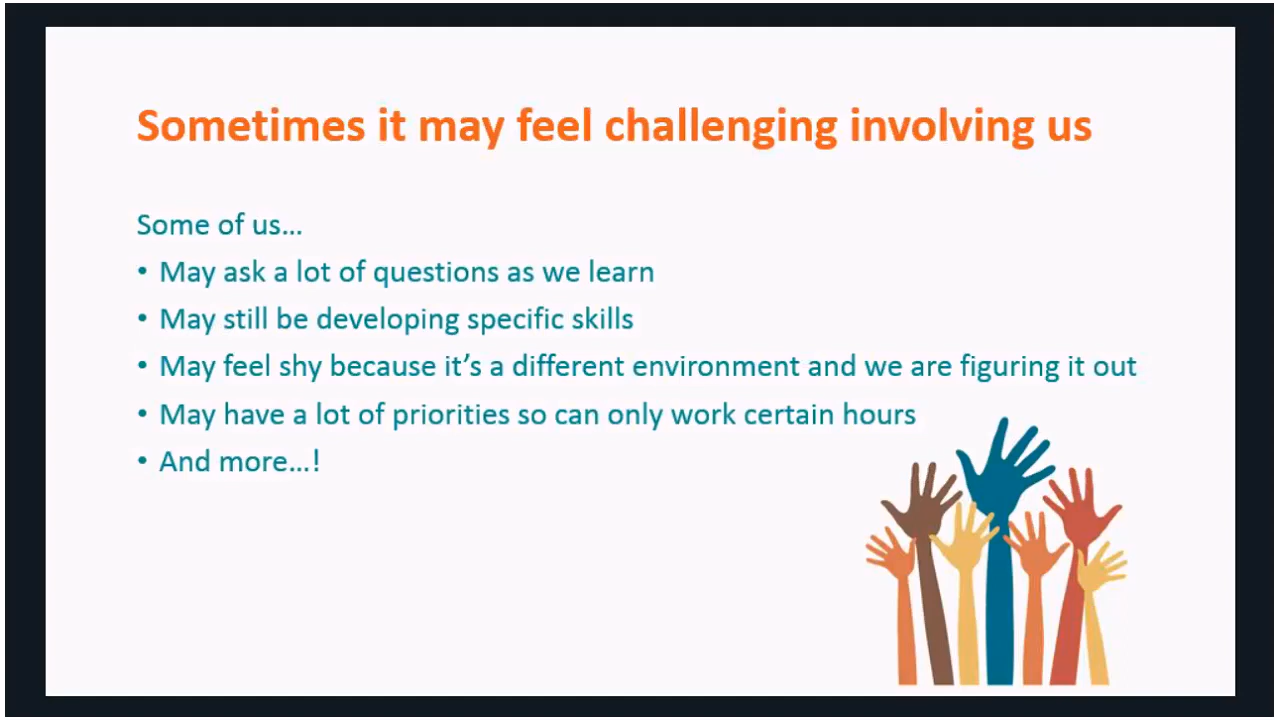 Sometimes it may feel challenging involving us
Some of us…
• May ask a lot of questions as we learn
• May still be developing specific skills
• May feel shy because it’s a different environment and we are figuring it out
• May have a lot of priorities so can only work certain hours
• And more…!